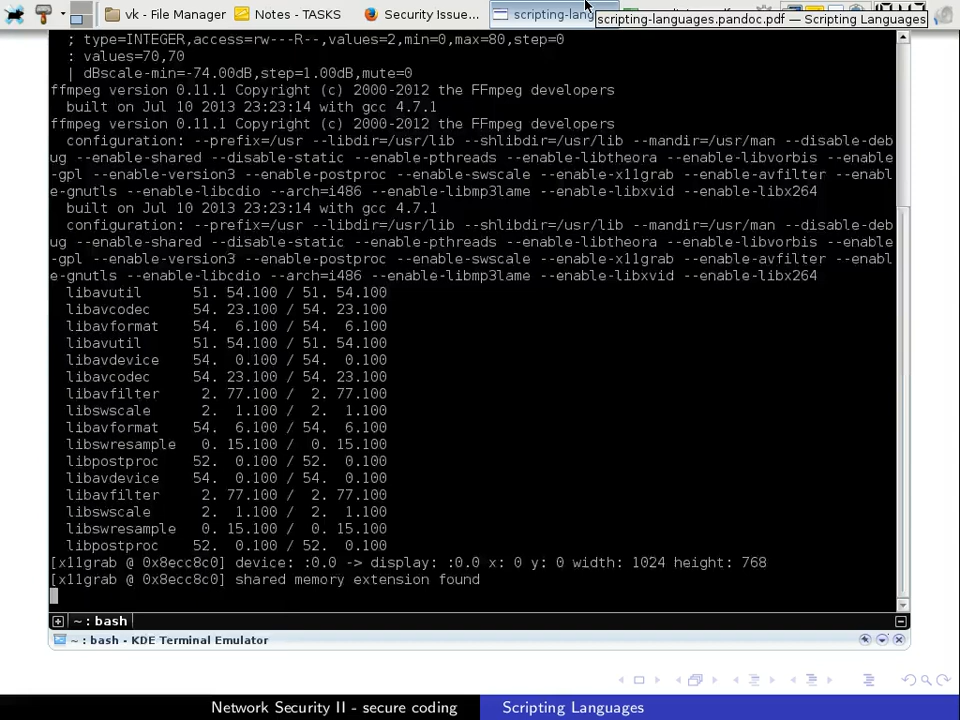 vk - File Manager
Notes - TASKS
Security Issue...
scripting-lang
scripting-languages.pandoc.pdf — Scripting Languages
; type=INTEGER,access=rw---R--,values=2,min=0,max=80,step=0
: values=70,70
| dBscale-min=-74.00dB,step=1.00dB,mute=0
ffmpeg version 0.11.1 Copyright (c) 2000-2012 the FFmpeg developers
built on Jul 10 2013 23:23:14 with gcc 4.7.1
ffmpeg version 0.11.1 Copyright (c) 2000-2012 the FFmpeg developers
configuration: --prefix=/usr --libdir=/usr/lib --shlibdir=/usr/lib --mandir=/usr/man --disable-deb
ug --enable-shared --disable-static --enable-pthreads --enable-libtheora --enable-libvorbis --enable
-gpl --enable-version3 --enable-postproc --enable-swscale --enable-x11grab --enable-avfilter --enabl
e-gnutls --enable-libcdio --arch=i486 --enable-libmp3lame --enable-libxvid --enable-libx264
built on Jul 10 2013 23:23:14 with gcc 4.7.1
configuration: --prefix=/usr --libdir=/usr/lib --shlibdir=/usr/lib --mandir=/usr/man --disable-deb
ug --enable-shared --disable-static --enable-pthreads --enable-libtheora --enable-libvorbis --enable
-gpl --enable-version3 --enable-postproc --enable-swscale --enable-x11grab --enable-avfilter --enabl
e-gnutls --enable-libcdio --arch=i486 --enable-libmp3lame --enable-libxvid --enable-libx264
libavutil 51. 54.100 / 51. 54.100
libavcodec 54. 23.100 / 54. 23.100
libavformat 54. 6.100 / 54. 6.100
libavutil 51. 54.100 / 51. 54.100
libavdevice 54. 0.100 / 54. 0.100
libavcodec 54. 23.100 / 54. 23.100
libavfilter 2. 77.100 / 2. 77.100
libswscale 2. 1.100 / 2. 1.100
libavformat 54. 6.100 / 54. 6.100
libswresample 0. 15.100 / 0. 15.100
libpostproc 52. 0.100 / 52. 0.100
libavdevice 54. 0.100 / 54. 0.100
libavfilter 2. 77.100 / 2. 77.100
libswscale 2. 1.100 / 2. 1.100
libswresample 0. 15.100 / 0. 15.100
libpostproc 52. 0.100 / 52. 0.100
[x11grab @ 0x8ecc8c0] device: :0.0 -> display: :0.0 x: 0 y: 0 width: 1024 height: 768
[x11grab @ 0x8ecc8c0] shared memory extension found
~ : bash
~ : bash - KDE Terminal Emulator
Network Security II - secure coding
Scripting Languages